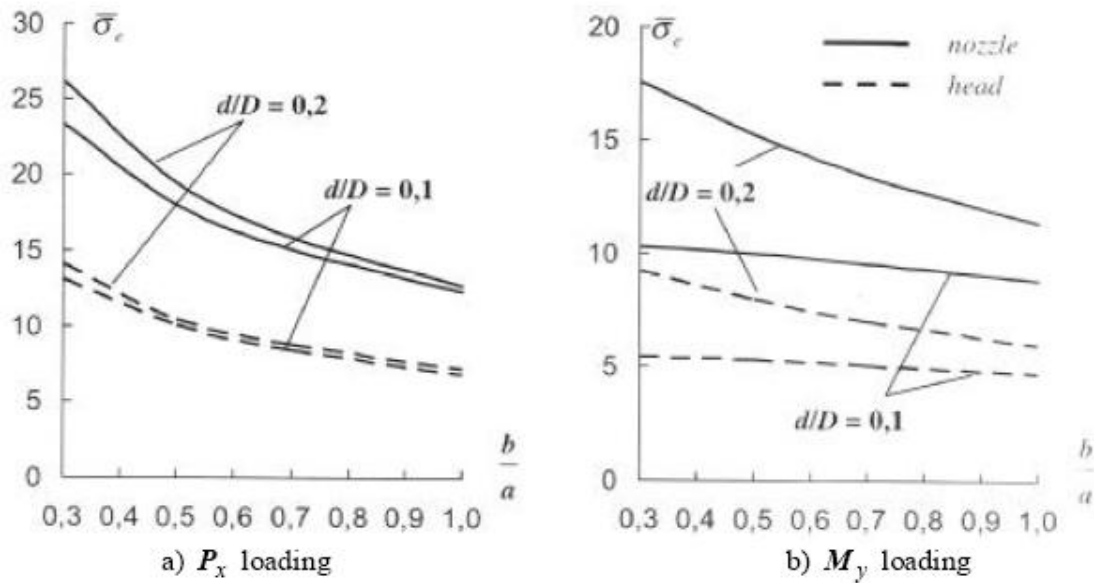 30
σ̅e
25
d/D = 0,2
20
d/D = 0,1
15
10
5
b
a
0
0,3 0,4 0,5 0,6 0,7 0,8 0,9 1,0
a) Px loading
20
σ̅e
nozzle
head
15
d/D = 0,2
10
5
d/D = 0,1
b
a
0
0,3 0,4 0,5 0,6 0,7 0,8 0,9 1,0
b) My loading